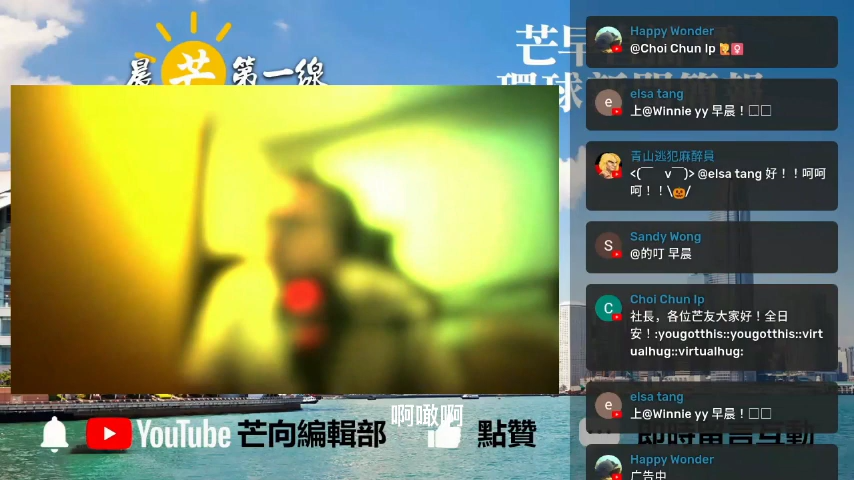 晨 芒 第一線
芒早
環球
啊噉啊
YouTube 芒向編輯部 點贊 即時留言互動
Happy Wonder
@Choi Chun Ip
elsa tang
上@Winnie yy 早晨！□□
青山逃犯麻醉員
<(￣ v￣)> @elsa tang 好！！呵呵
呵！！\🎃/
Sandy Wong
@的叮 早晨
Choi Chun Ip
社長，各位芒友大家好！全日
安！:yougotthis::yougotthis::virt
ualhug::virtualhug:
elsa tang
上@Winnie yy 早晨！□□
Happy Wonder
广告中